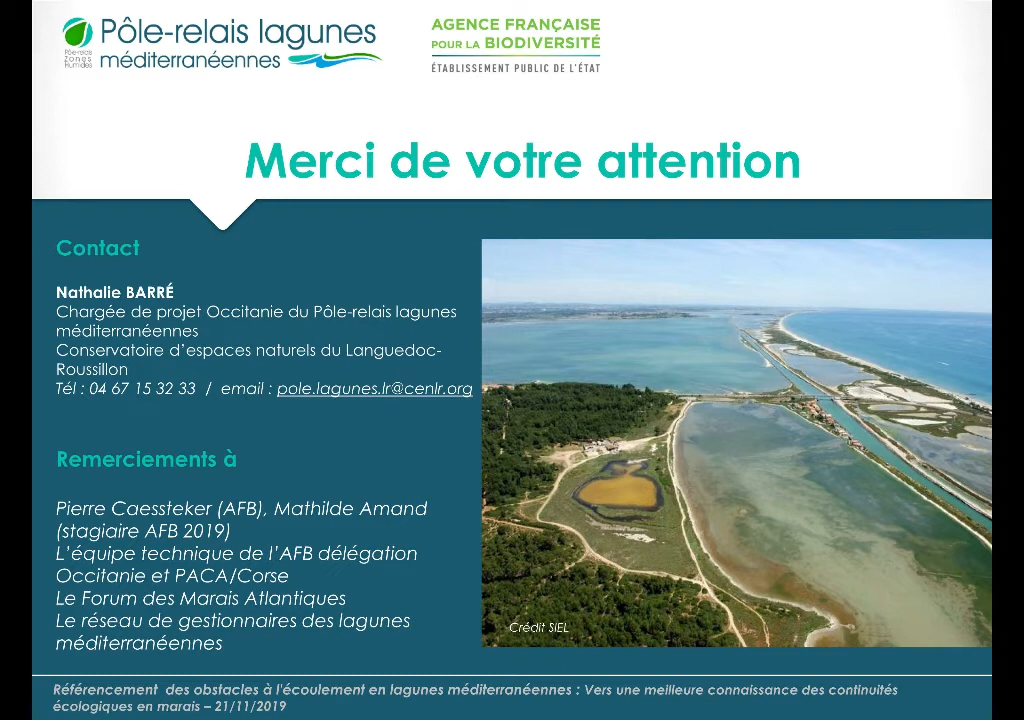 Pôle-relais lagunes
méditerranéennes
Pôle-relais
Zones
Humides
AGENCE FRANÇAISE
POUR LA BIODIVERSITÉ
ÉTABLISSEMENT PUBLIC DE L'ÉTAT
Merci de votre attention
Contact
Nathalie BARRÉ
Chargée de projet Occitanie du Pôle-relais lagunes
méditerranéennes
Conservatoire d'espaces naturels du Languedoc-
Roussillon
Tél : 04 67 15 32 33 / email : pole.lagunes.lr@cenlr.org
Remerciements à
Pierre Caessteker (AFB), Mathilde Amand
(stagiaire AFB 2019)
L'équipe technique de l'AFB délégation
Occitanie et PACA/Corse
Le Forum des Marais Atlantiques
Le réseau de gestionnaires des lagunes
méditerranéennes
Crédit SIEL
Référencement des obstacles à l'écoulement en lagunes méditerranéennes : Vers une meilleure connaissance des continuités
écologiques en marais – 21/11/2019